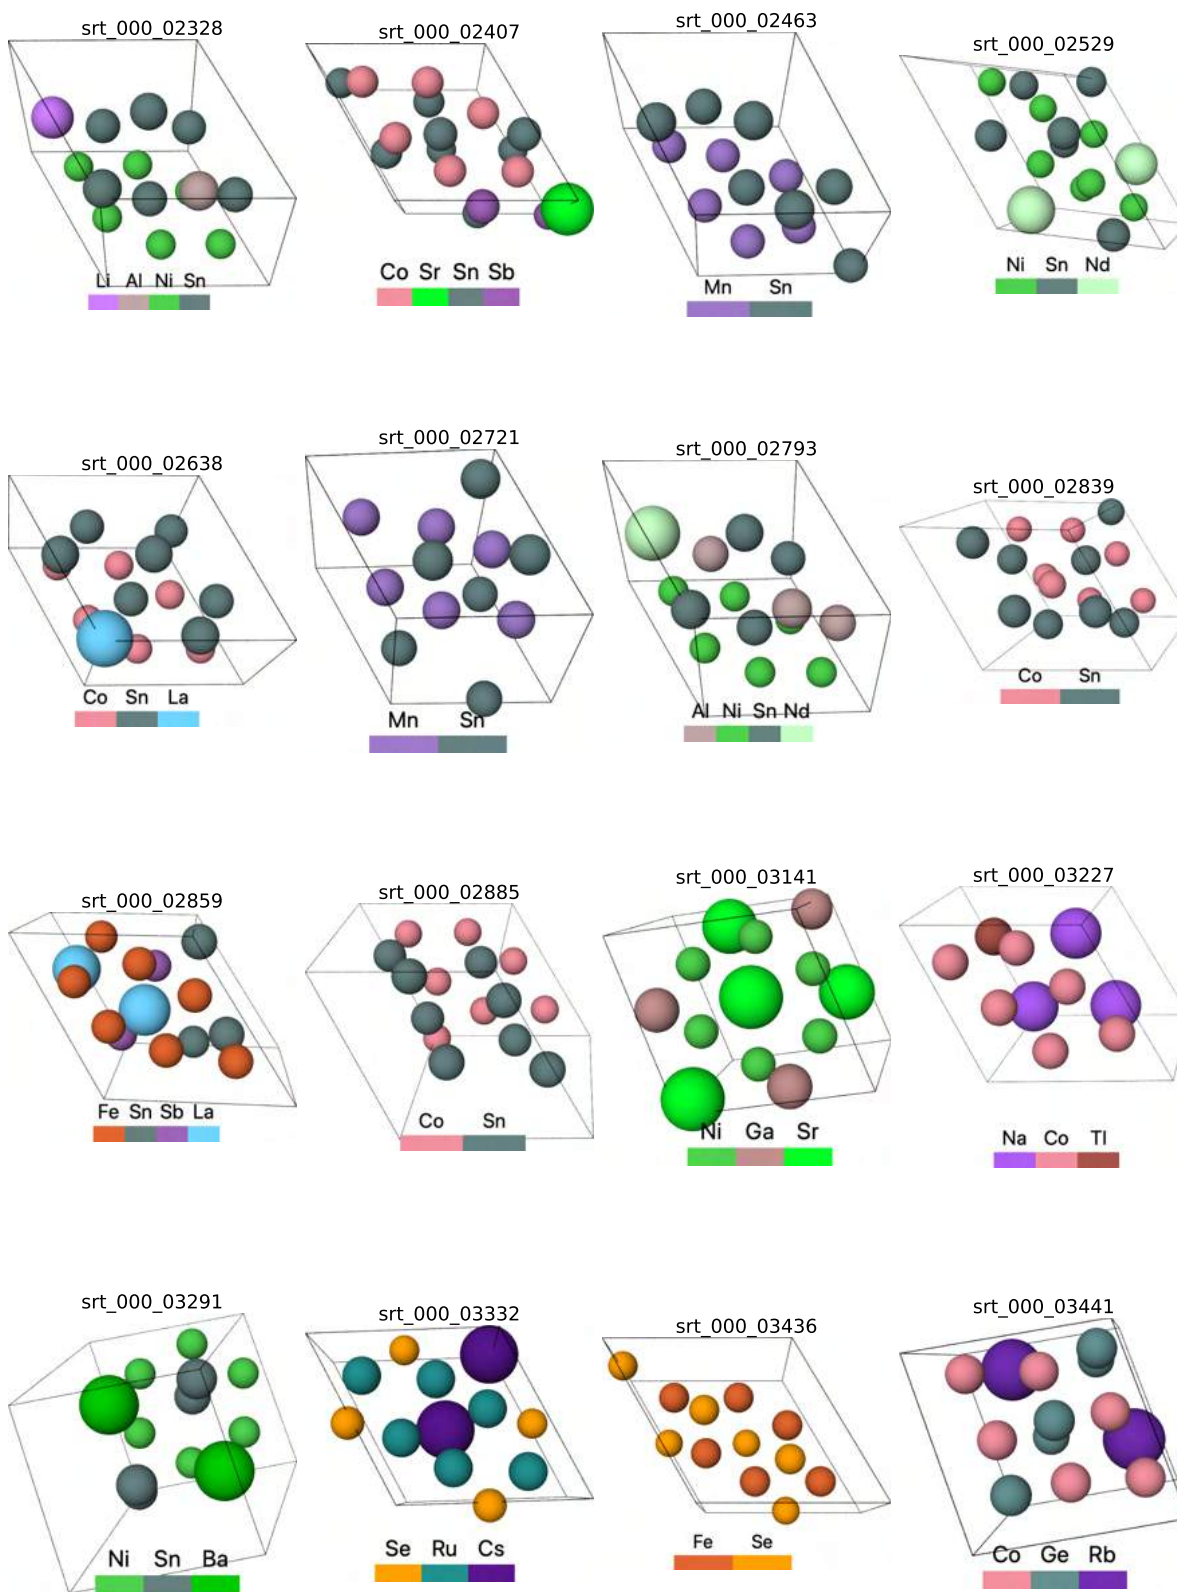 srt_000_02328
srt_000_02407
srt_000_02463
srt_000_02529
Li Al Ni Sn
Co Sr Sn Sb
Mn Sn
Ni Sn Nd
srt_000_02638
srt_000_02721
srt_000_02793
srt_000_02839
Co Sn La
Mn Sn
Al Ni Sn Nd
Co Sn
srt_000_02859
srt_000_02885
srt_000_03141
srt_000_03227
Fe Sn Sb La
Co Sn
Ni Ga Sr
Na Co Tl
srt_000_03291
srt_000_03332
srt_000_03436
srt_000_03441
Ni Sn Ba
Se Ru Cs
Fe Se
Co Ge Rb